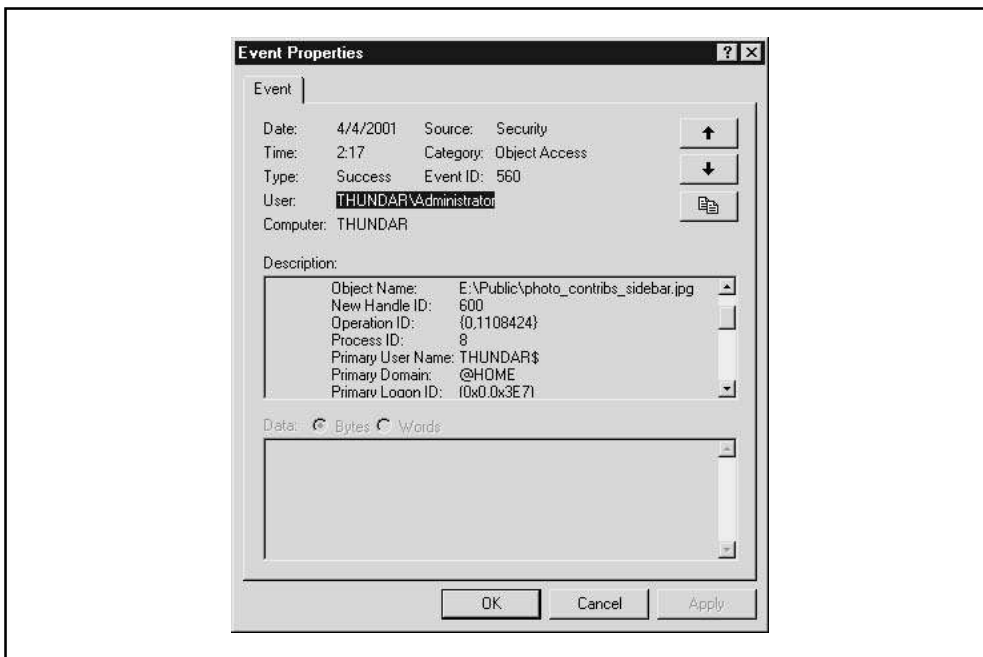 Event Properties
Event
Date: 4/4/2001 Source: Security
Time: 2:17 Category: Object Access
Type: Success Event ID: 560
User: THUNDAR\Administrator
Computer: THUNDAR
Description:
Object Name: E:\Public\photo_contribs_sidebar.jpg
New Handle ID: 600
Operation ID: {0,1108424}
Process ID: 8
Primary User Name: THUNDAR$
Primary Domain: @HOME
Primary Logon ID: (0x0,0x3E7)
Data: Bytes Words
OK Cancel Apply